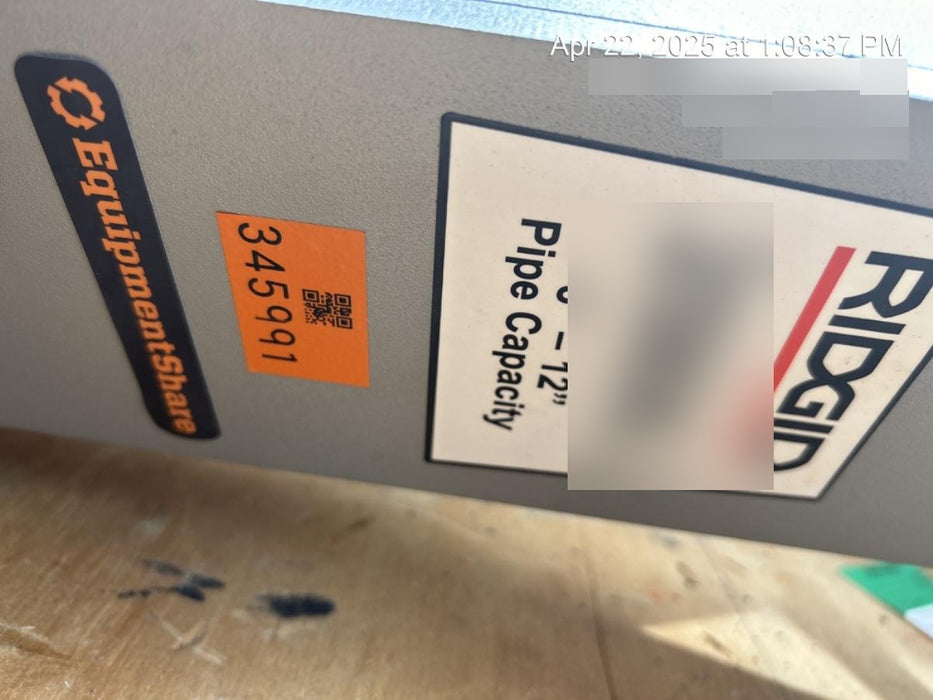 Apr 22, 2025 at 1:08:37 PM
EquipmentShare
345991
RIDGID
– 12”
Pipe Capacity